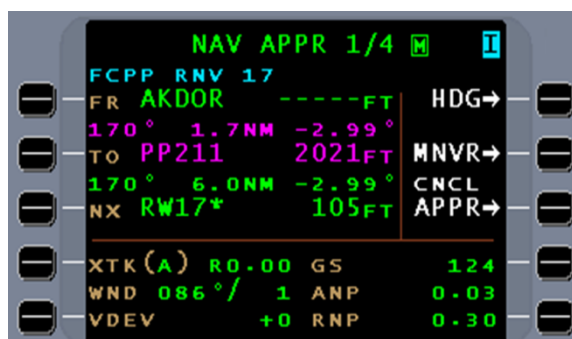 NAV APPR 1/4 M I
FCPP RNV 17
FR AKDOR -----FT HDG→
170° 1.7NM -2.99°
TO PP211 2021FT MNVR→
170° 6.0NM -2.99° CNCL
NX RW17* 105FT APPR→
XTK(A) R0.00 GS 124
WND 086°/ 1 ANP 0.03
VDEV +0 RNP 0.30